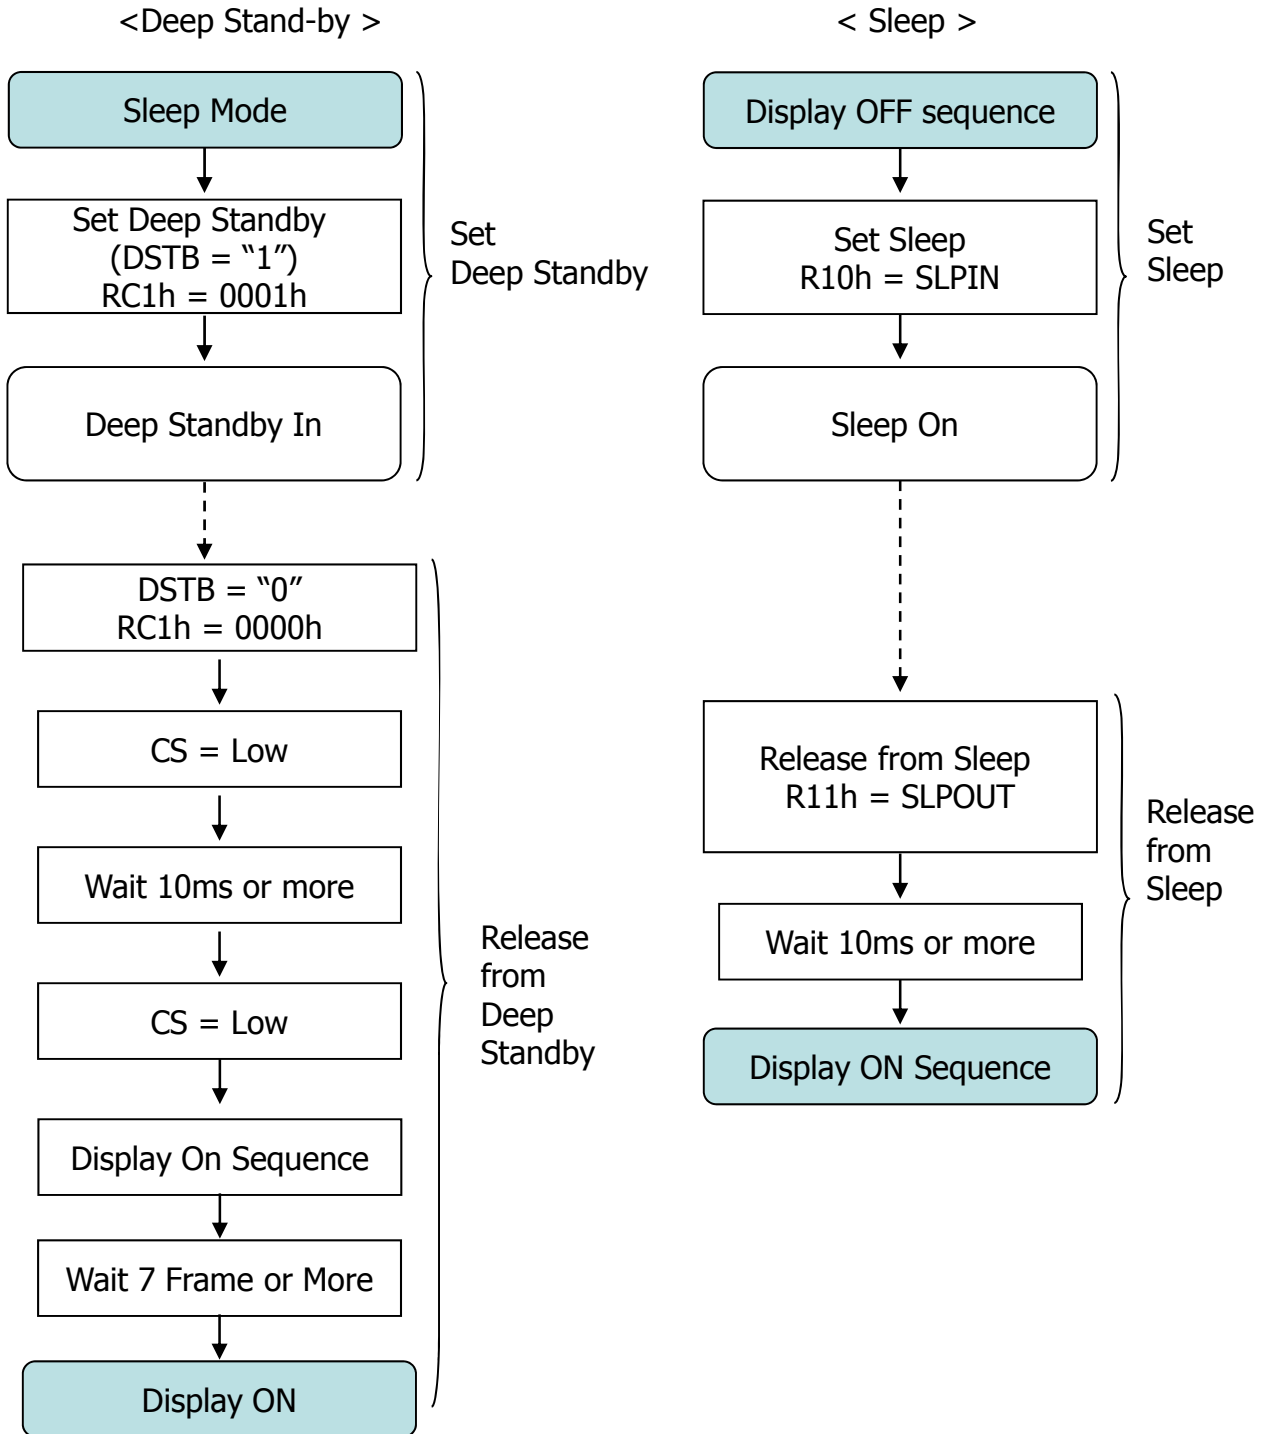 <Deep Stand-by >
Sleep Mode
Set Deep Standby
(DSTB = “1”)
RC1h = 0001h
Deep Standby In
Set
Deep Standby
DSTB = “0”
RC1h = 0000h
CS = Low
Wait 10ms or more
CS = Low
Display On Sequence
Wait 7 Frame or More
Display ON
Release
from
Deep
Standby
< Sleep >
Display OFF sequence
Set Sleep
R10h = SLPIN
Sleep On
Set
Sleep
Release from Sleep
R11h = SLPOUT
Wait 10ms or more
Display ON Sequence
Release
from
Sleep